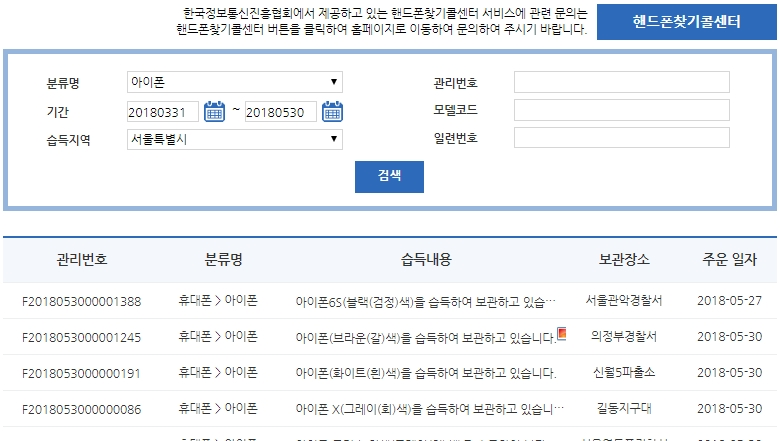 한국정보통신진흥협회에서 제공하고 있는 핸드폰찾기콜센터 서비스에 관련 문의는
핸드폰찾기콜센터 버튼을 클릭하여 홈페이지로 이동하여 문의하여 주시기 바랍니다.
핸드폰찾기콜센터
분류명 아이폰 ▼ 관리번호
기간 20180331 ~ 20180530 모델코드
습득지역 서울특별시 ▼ 일련번호
검색
관리번호 분류명 습득내용 보관장소 주운 일자
F2018053000001388 휴대폰 > 아이폰 아이폰6S(블랙(검정)색)을 습득하여 보관하고 있습… 서울관악경찰서 2018-05-27
F2018053000001245 휴대폰 > 아이폰 아이폰(브라운(갈)색)을 습득하여 보관하고 있습니다. 의정부경찰서 2018-05-30
F2018053000000191 휴대폰 > 아이폰 아이폰(화이트(흰)색)을 습득하여 보관하고 있습니다. 신월5파출소 2018-05-30
F2018053000000086 휴대폰 > 아이폰 아이폰 X(그레이(회)색)을 습득하여 보관하고 있습니… 길동지구대 2018-05-30